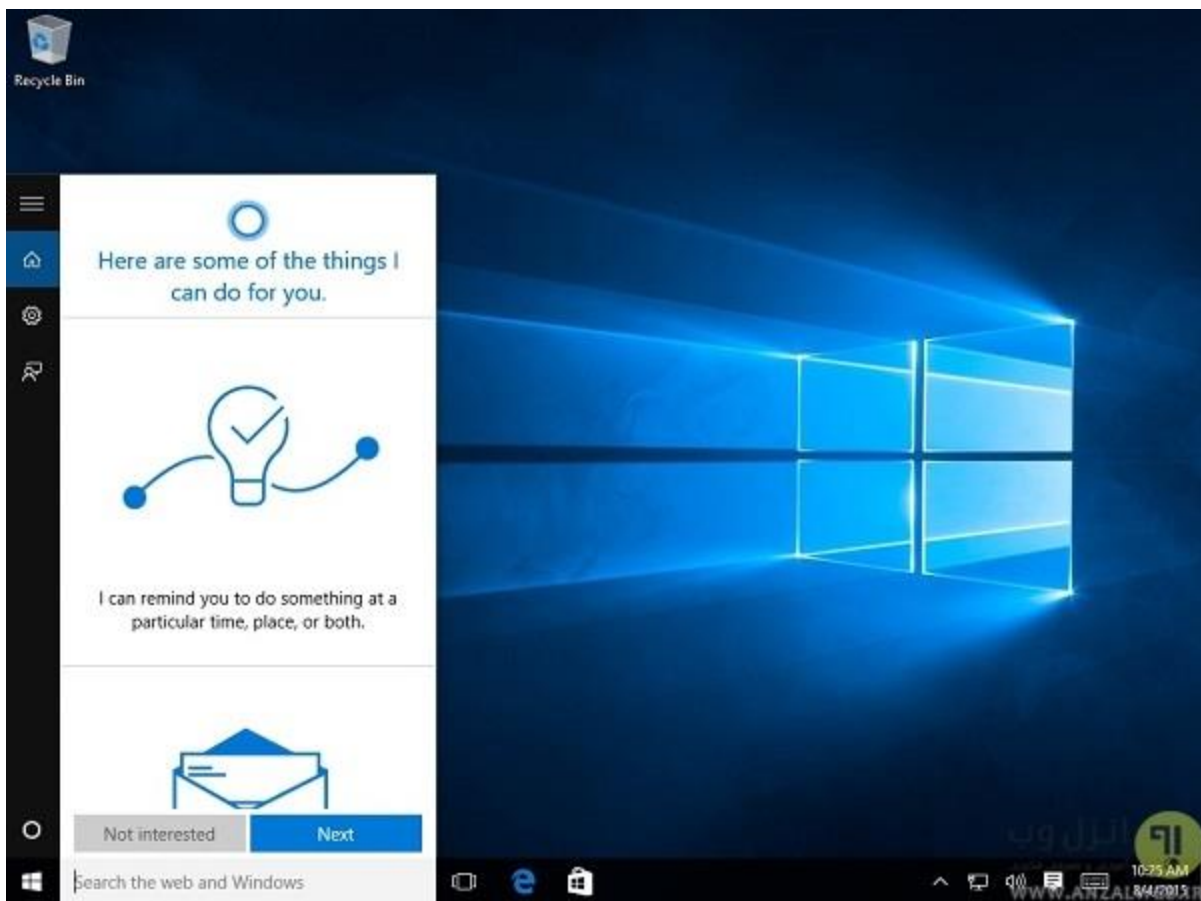 Recycle Bin
Here are some of the things I
can do for you.
I can remind you to do something at a
particular time, place, or both.
Not interested
Next
Search the web and Windows
انزل وب
10:25 AM
8/4/2015